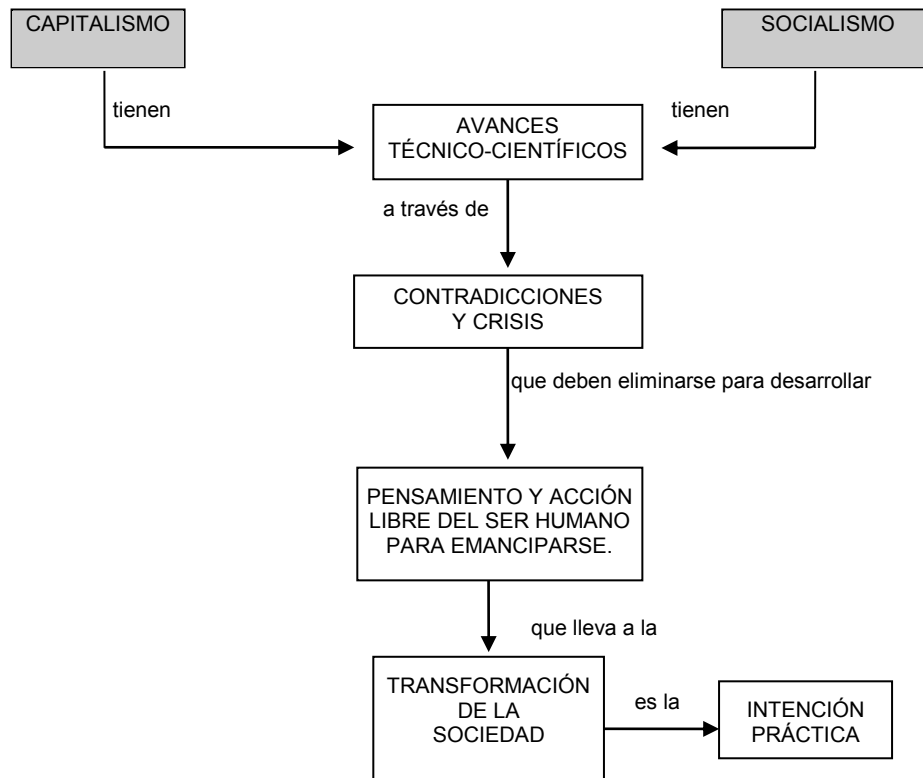 CAPITALISMO
SOCIALISMO
tienen
tienen
AVANCES
TÉCNICO-CIENTÍFICOS
a través de
CONTRADICCIONES
Y CRISIS
que deben eliminarse para desarrollar
PENSAMIENTO Y ACCIÓN
LIBRE DEL SER HUMANO
PARA EMANCIPARSE.
que lleva a la
TRANSFORMACIÓN
DE LA
SOCIEDAD
es la
INTENCIÓN
PRÁCTICA